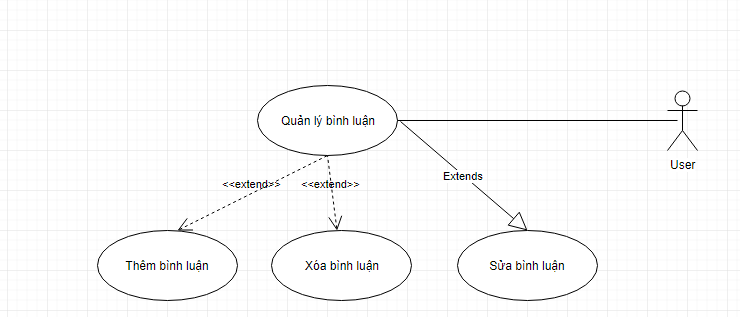 Quản lý bình luận
User
Extends
<<extend>>
<<extend>>
Thêm bình luận
Xóa bình luận
Sửa bình luận